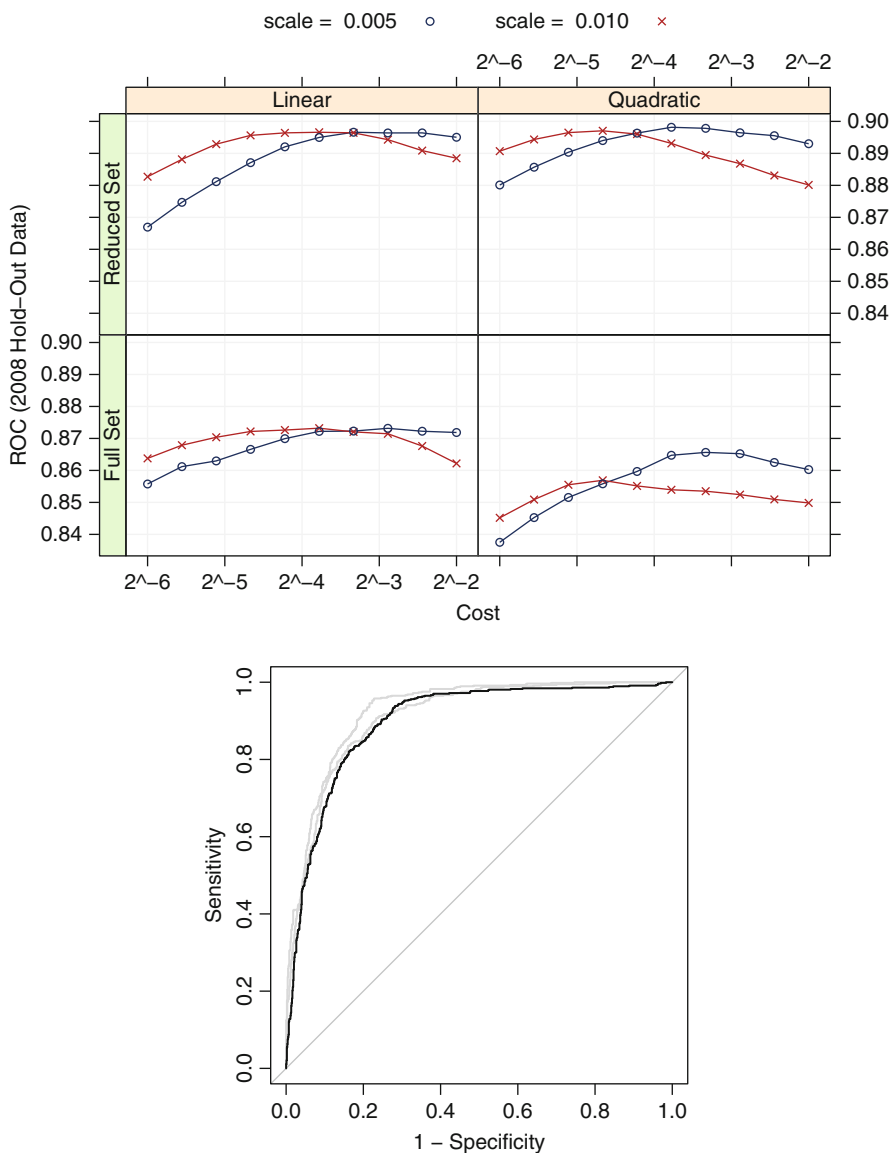 scale = 0.005 scale = 0.010
2^−6 2^−5 2^−4 2^−3 2^−2
Linear Quadratic
Reduced Set
0.90
0.89
0.88
0.87
0.86
0.85
0.84
ROC (2008 Hold−Out Data)
Full Set
0.90
0.89
0.88
0.87
0.86
0.85
0.84
2^−6 2^−5 2^−4 2^−3 2^−2
Cost
Sensitivity
1.0
0.8
0.6
0.4
0.2
0.0
0.0 0.2 0.4 0.6 0.8 1.0
1 − Specificity